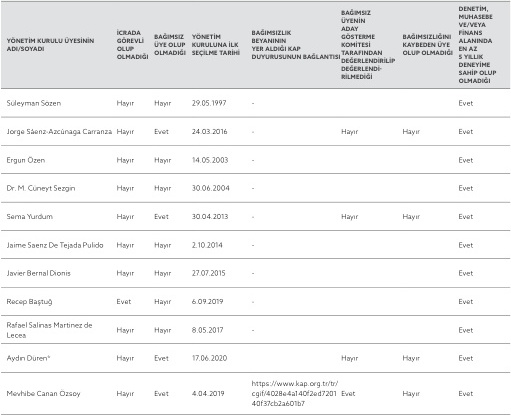 YÖNETİM KURULU ÜYESİNİN
ADI/SOYADI
İCRADA
GÖREVLİ
OLUP
OLMADIĞI
BAĞIMSIZ
ÜYE OLUP
OLMADIĞI
YÖNETİM
KURULUNA İLK
SEÇİLME TARİHİ
BAĞIMSIZLIK
BEYANININ
YER ALDIĞI KAP
DUYURUSUNUN BAĞLANTISI
BAĞIMSIZ
ÜYENİN
ADAY
GÖSTERME
KOMİTESİ
TARAFINDAN
DEĞERLENDİRİLİP
DEĞERLENDİ-
RİLMEDİĞİ
BAĞIMSIZLIĞINI
KAYBEDEN ÜYE
OLUP OLMADIĞI
DENETİM,
MUHASEBE
VE/VEYA
FİNANS
ALANINDA
EN AZ
5 YILLIK
DENEYİME
SAHİP OLUP
OLMADIĞI
Süleyman Sözen Hayır Hayır 29.05.1997 - Evet
Jorge Sáenz-Azcúnaga Carranza Hayır Evet 24.03.2016 - Hayır Hayır Evet
Ergun Özen Hayır Hayır 14.05.2003 - Evet
Dr. M. Cüneyt Sezgin Hayır Hayır 30.06.2004 - Evet
Sema Yurdum Hayır Evet 30.04.2013 - Hayır Hayır Evet
Jaime Saenz De Tejada Pulido Hayır Hayır 2.10.2014 - Evet
Javier Bernal Dionis Hayır Hayır 27.07.2015 - Evet
Recep Baştuğ Evet Hayır 6.09.2019 - Evet
Rafael Salinas Martinez de
Lecea Hayır Hayır 8.05.2017 - Evet
Aydın Düren* Hayır Evet 17.06.2020 Hayır Hayır Evet
Mevhibe Canan Özsoy Hayır Evet 4.04.2019 https://www.kap.org.tr/tr/
cgif/4028e4a140f2ed7201
40f37cb2a601b7 Evet Hayır Evet